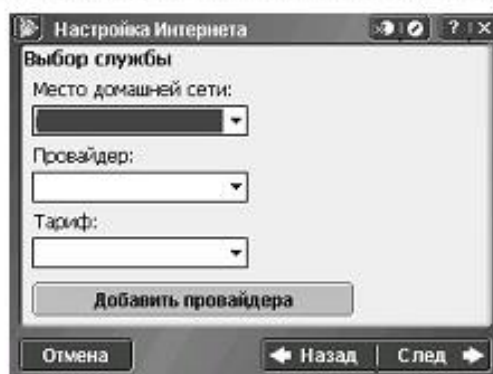 Настройка Интернета
Выбор службы
Место домашней сети:
Провайдер:
Тариф:
Добавить провайдера
Отмена
Назад
След